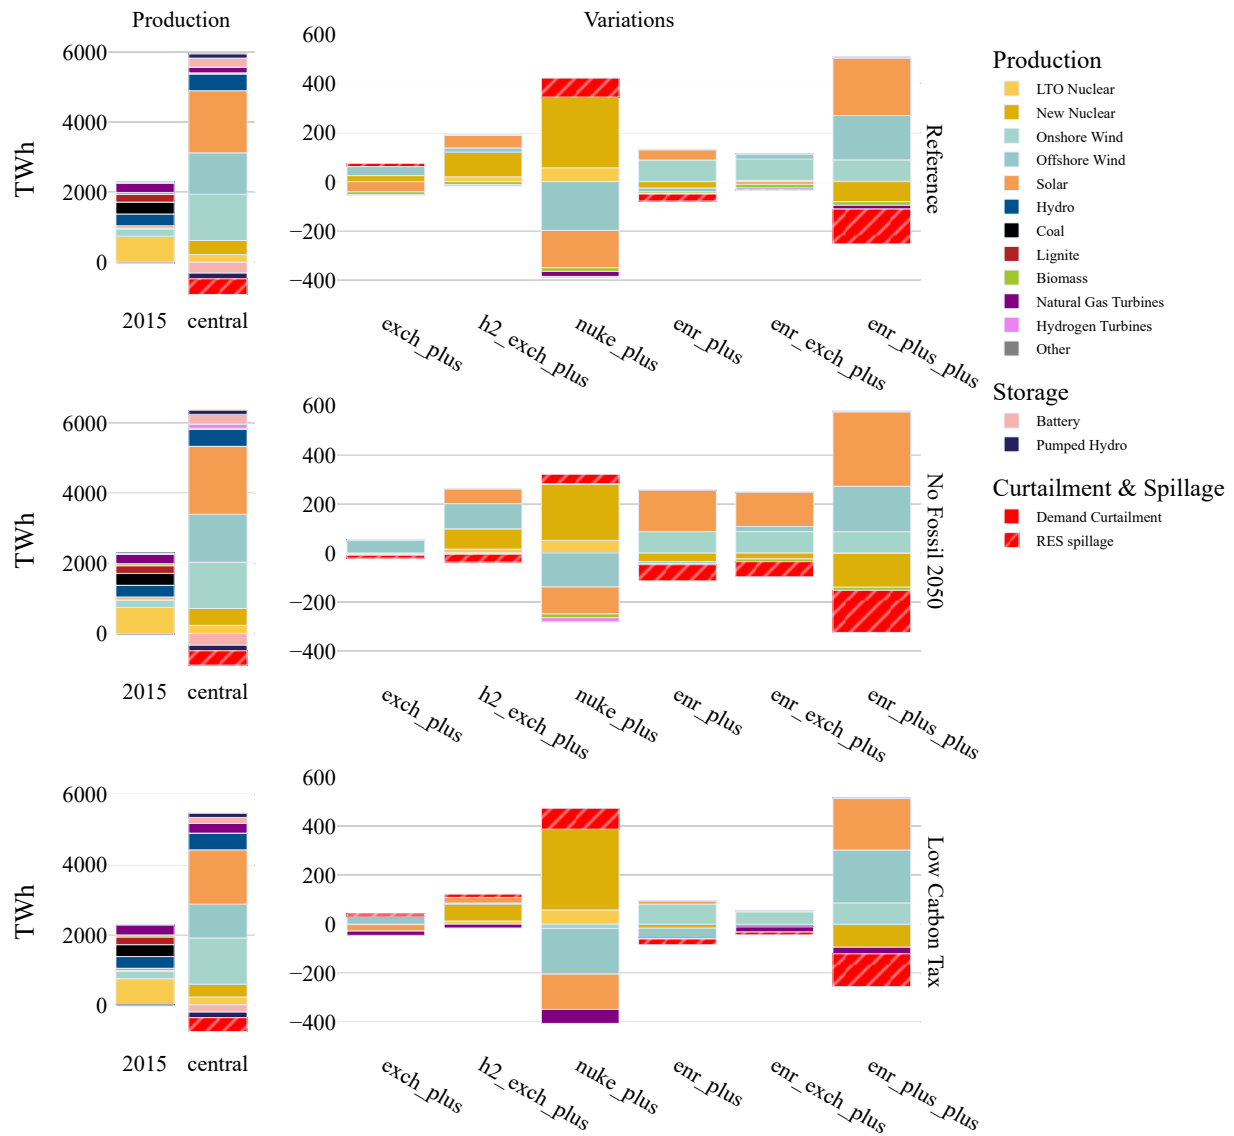 Production
Variations
TWh
6000
4000
2000
0
2015
central
600
400
200
0
−200
−400
exch_plus
h2_exch_plus
nuke_plus
enr_plus
enr_exch_plus
enr_plus_plus
Reference
TWh
6000
4000
2000
0
2015
central
600
400
200
0
−200
−400
exch_plus
h2_exch_plus
nuke_plus
enr_plus
enr_exch_plus
enr_plus_plus
No Fossil 2050
TWh
6000
4000
2000
0
2015
central
600
400
200
0
−200
−400
exch_plus
h2_exch_plus
nuke_plus
enr_plus
enr_exch_plus
enr_plus_plus
Low Carbon Tax
Production
LTO Nuclear
New Nuclear
Onshore Wind
Offshore Wind
Solar
Hydro
Coal
Lignite
Biomass
Natural Gas Turbines
Hydrogen Turbines
Other
Storage
Battery
Pumped Hydro
Curtailment & Spillage
Demand Curtailment
RES spillage